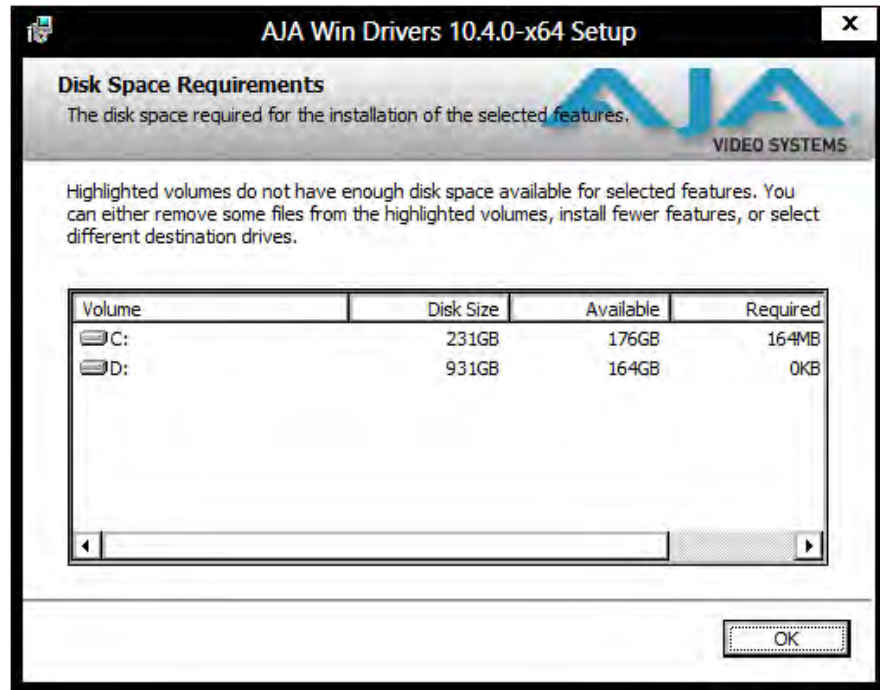 AJA Win Drivers 10.4.0-x64 Setup
X
Disk Space Requirements
The disk space required for the installation of the selected features.
AJA
VIDEO SYSTEMS
Highlighted volumes do not have enough disk space available for selected features. You
can either remove some files from the highlighted volumes, install fewer features, or select
different destination drives.
Volume Disk Size Available Required
C: 231GB 176GB 164MB
D: 931GB 164GB 0KB
OK